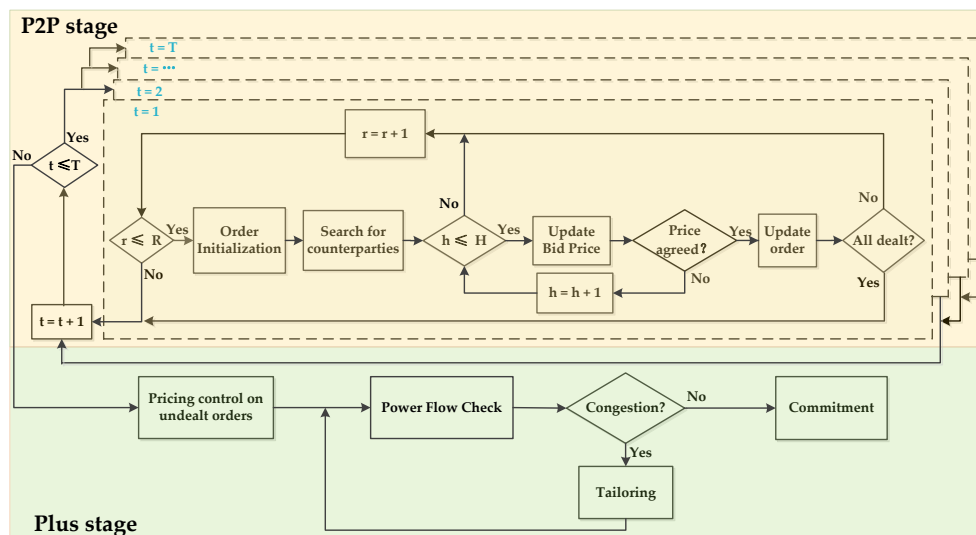 P2P stage
t = T
t = ···
t = 2
t = 1
r = r + 1
Yes
No
t ≤T
No
No
r ≤ R
Yes
Order
Initialization
Search for
counterparties
h ≤ H
Yes
Update
Bid Price
Price
agreed?
Yes
Update
order
All dealt?
No
No
Yes
h = h + 1
t = t + 1
Pricing control on
undealt orders
Power Flow Check
Congestion?
No
Commitment
Yes
Tailoring
Plus stage